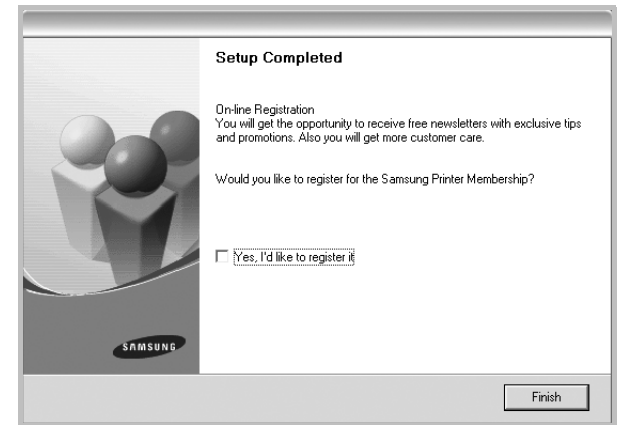 Setup Completed
On-line Registration
You will get the opportunity to receive free newsletters with exclusive tips
and promotions. Also you will get more customer care.
Would you like to register for the Samsung Printer Membership?
Yes, I'd like to register it
SAMSUNG
Finish